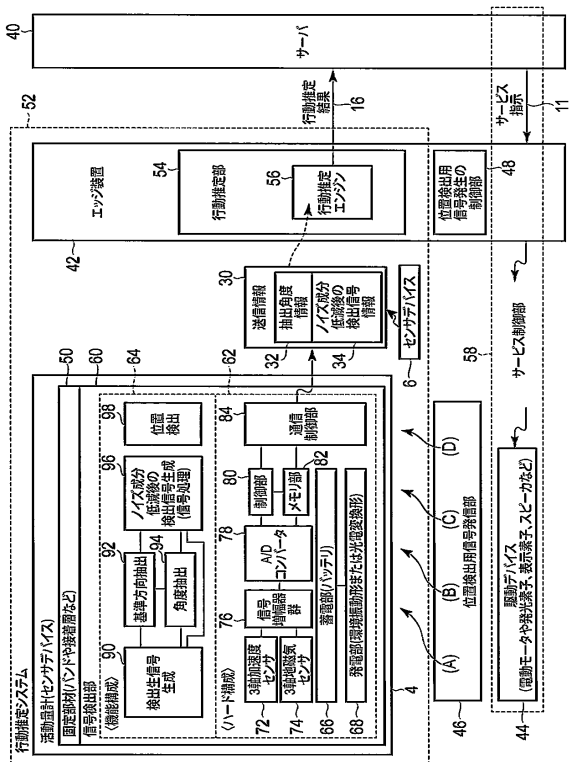 行動推定システム
52
活動量計(センサデバイス)
50
固定部材(バンドや接着層など)
60
信号検出部
64
〈機能構成〉
90
検出生信号
生成
92
基準方向抽出
94
角度抽出
96
ノイズ成分
低減後の
検出信号生成
(信号処理)
98
位置
検出
62
〈ハード構成〉
72
3軸加速度
センサ
74
3軸地磁気
センサ
76
信号
増幅器
群
78
A/D
コンバータ
80
制御部
82
メモリ部
84
通信
制御部
66
蓄電部(バッテリ)
68
発電部(環境振動形または光電変換形)
4
30
送信情報
32
抽出角度
情報
34
ノイズ成分
低減後の
検出信号
情報
6
センサデバイス
42
エッジ装置
54
行動推定部
56
行動推定
エンジン
行動推定
結果
16
40
サーバ
48
位置検出用
信号発生の
制御部
サービス
指示
11
(A)
(B)
(C)
(D)
46
位置検出用信号発信部
58
サービス制御部
44
駆動デバイス
(電動モータや発光素子、表示素子、スピーカなど)